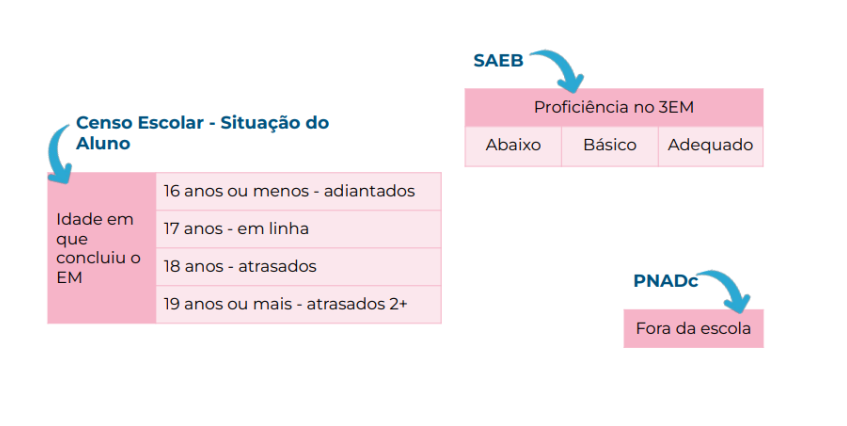 SAEB
Proficiência no 3EM
Abaixo
Básico
Adequado
Censo Escolar - Situação do
Aluno
Idade em
que
concluiu o
EM
16 anos ou menos - adiantados
17 anos - em linha
18 anos - atrasados
19 anos ou mais - atrasados 2+
PNADc
Fora da escola